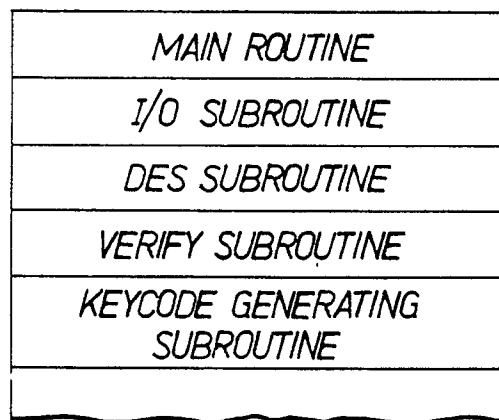 MAIN ROUTINE
I/O SUBROUTINE
DES SUBROUTINE
VERIFY SUBROUTINE
KEYCODE GENERATING
SUBROUTINE